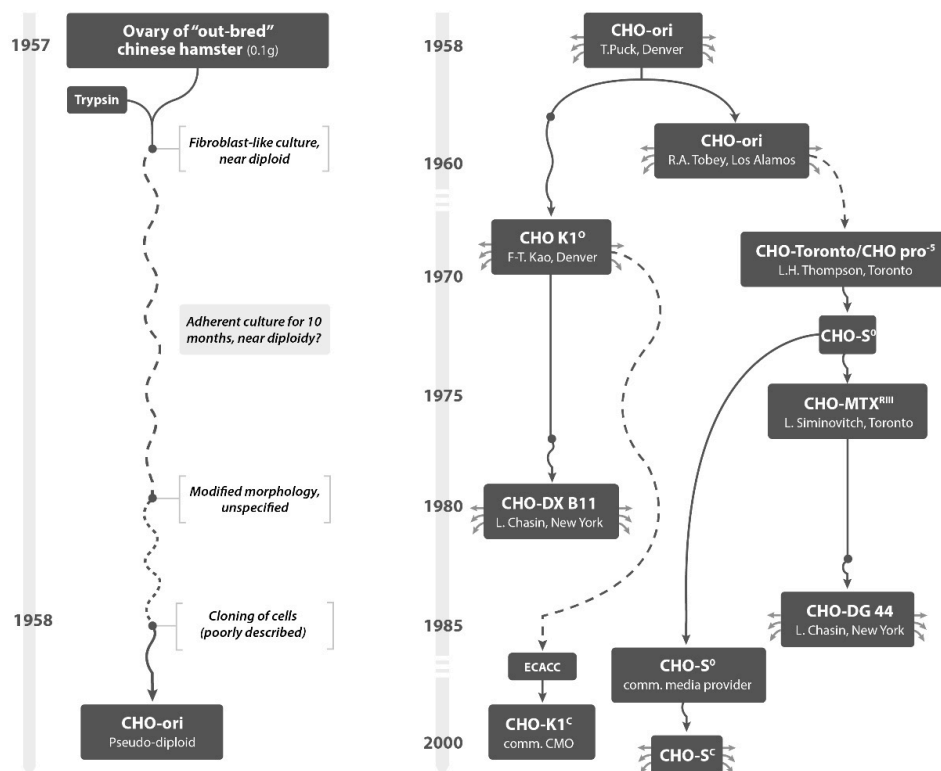 1957
Ovary of “out-bred”
chinese hamster (0.1g)
Trypsin
Fibroblast-like culture,
near diploid
Adherent culture for 10
months, near diploidy?
Modified morphology,
unspecified
1958
Cloning of cells
(poorly described)
CHO-ori
Pseudo-diploid
1958
CHO-ori
T.Puck, Denver
CHO-ori
R.A. Tobey, Los Alamos
1960
CHO K1⁰
F-T. Kao, Denver
CHO-Toronto/CHO pro⁻⁵
L.H. Thompson, Toronto
1970
CHO-S⁰
1975
CHO-MTXᴿᴵᴵᴵ
L. Siminovitch, Toronto
CHO-DX B11
L. Chasin, New York
1980
CHO-DG 44
L. Chasin, New York
1985
ECACC
CHO-S⁰
comm. media provider
CHO-K1ᶜ
comm. CMO
2000
CHO-Sᶜ